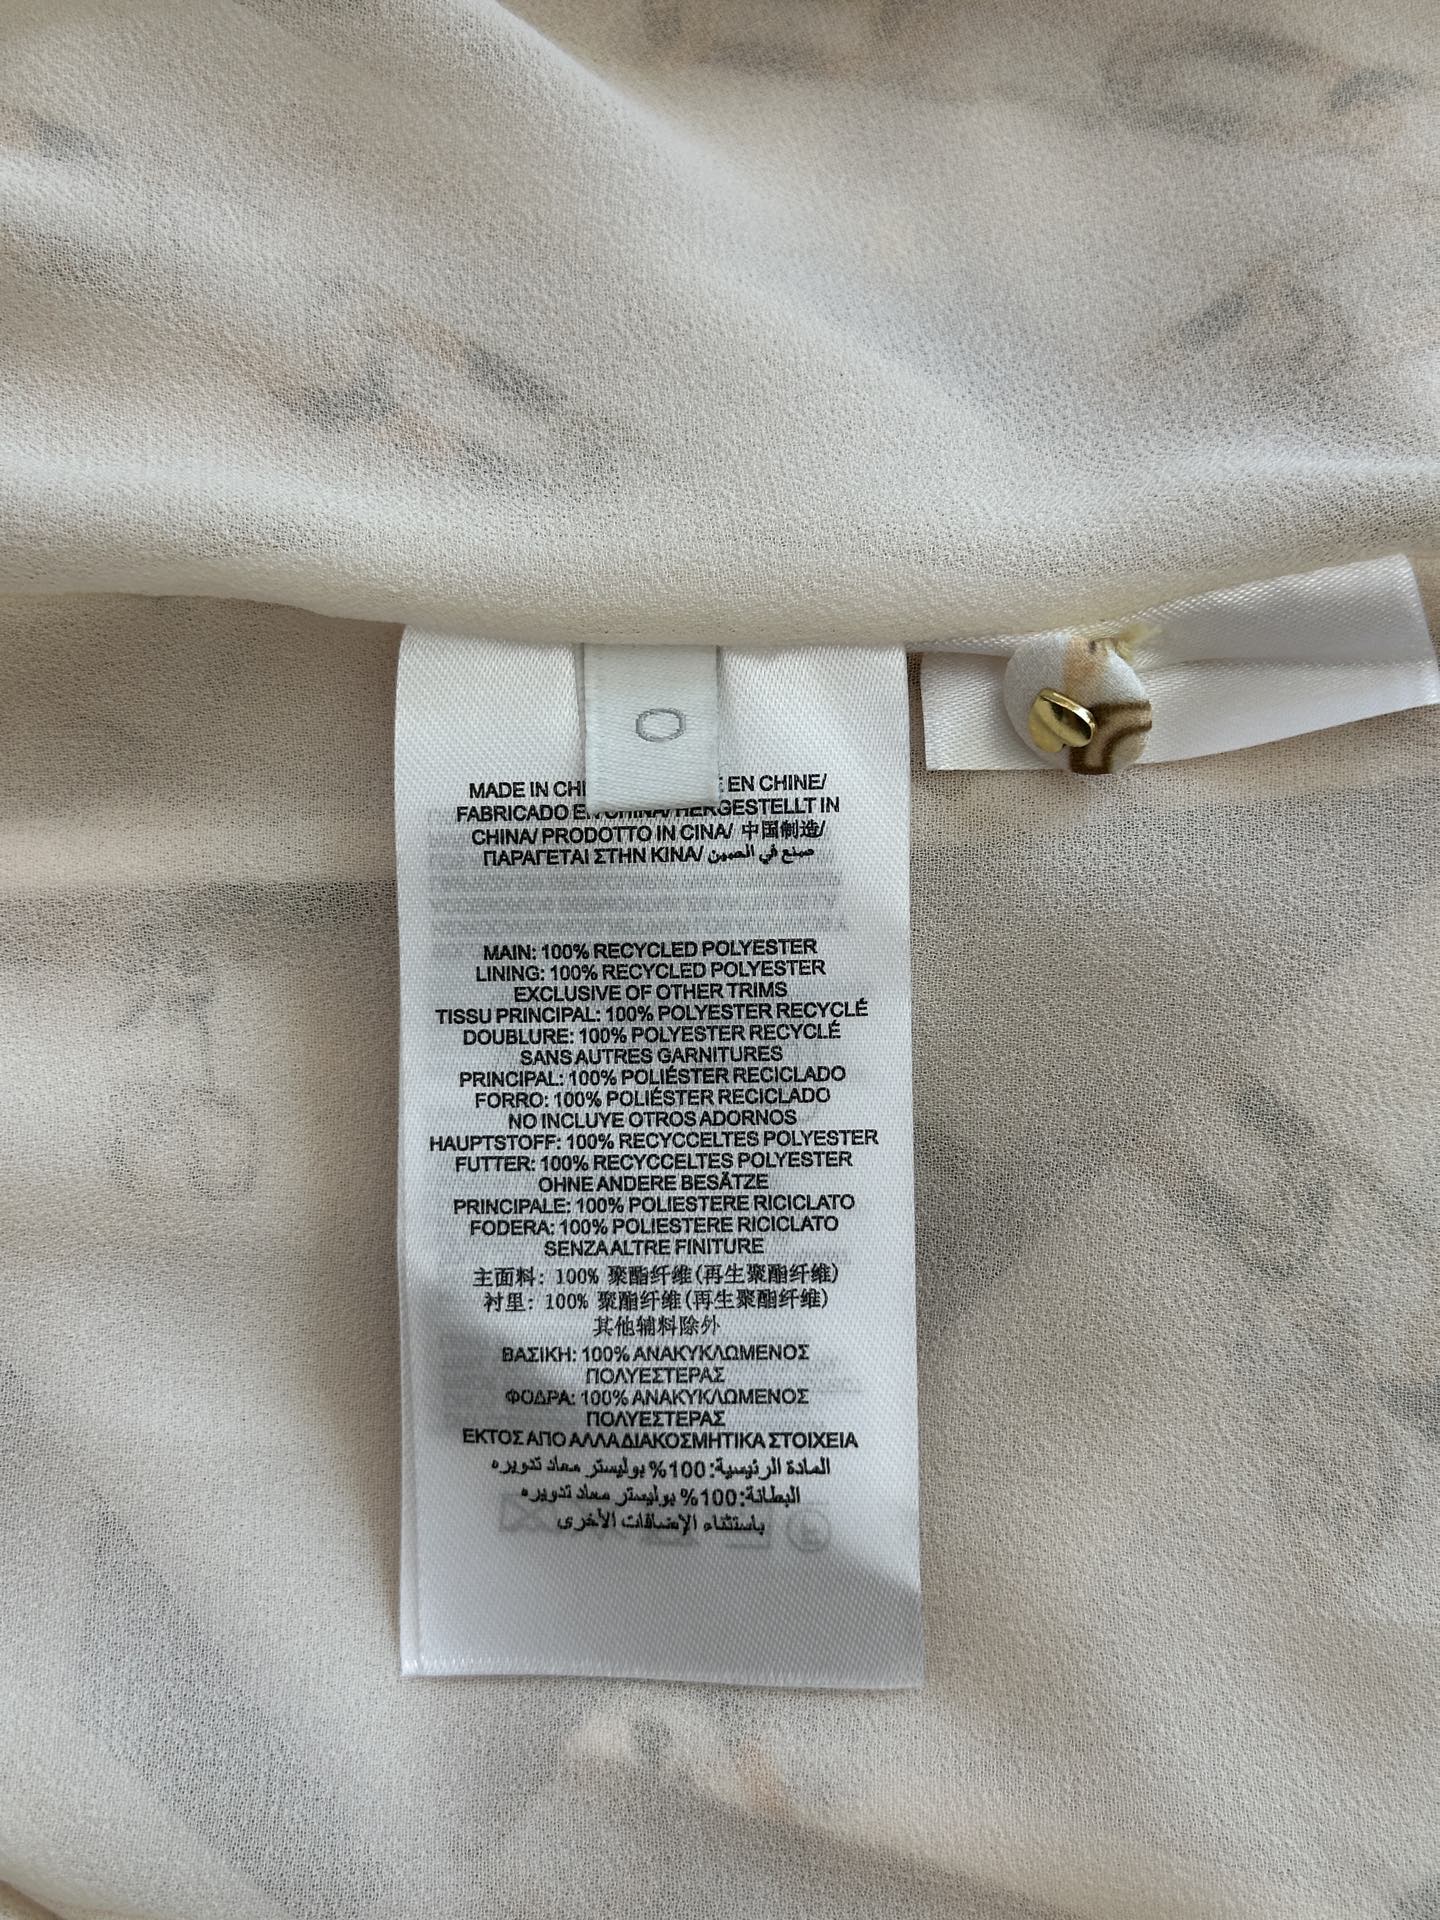 0
MADE IN CHI E EN CHINE/
FABRICADO EN CHINA/ HERGESTELLT IN
CHINA/ PRODOTTO IN CINA/ 中国制造/
ΠΑΡΑΓΕΤΑΙ ΣΤΗΝ ΚΙΝΑ/ صنع في الصين
MAIN: 100% RECYCLED POLYESTER
LINING: 100% RECYCLED POLYESTER
EXCLUSIVE OF OTHER TRIMS
TISSU PRINCIPAL: 100% POLYESTER RECYCLÉ
DOUBLURE: 100% POLYESTER RECYCLÉ
SANS AUTRES GARNITURES
PRINCIPAL: 100% POLIÉSTER RECICLADO
FORRO: 100% POLIÉSTER RECICLADO
NO INCLUYE OTROS ADORNOS
HAUPTSTOFF: 100% RECYCCELTES POLYESTER
FUTTER: 100% RECYCCELTES POLYESTER
OHNE ANDERE BESÄTZE
PRINCIPALE: 100% POLIESTERE RICICLATO
FODERA: 100% POLIESTERE RICICLATO
SENZA ALTRE FINITURE
主面料: 100% 聚酯纤维(再生聚酯纤维)
衬里: 100% 聚酯纤维(再生聚酯纤维)
其他辅料除外
ΒΑΣΙΚΗ: 100% ΑΝΑΚΥΚΛΩΜΕΝΟΣ
ΠΟΛΥΕΣΤΕΡΑΣ
ΦΟΔΡΑ: 100% ΑΝΑΚΥΚΛΩΜΕΝΟΣ
ΠΟΛΥΕΣΤΕΡΑΣ
ΕΚΤΟΣ ΑΠΟ ΑΛΛΑ ΔΙΑΚΟΣΜΗΤΙΚΑ ΣΤΟΙΧΕΙΑ
المادة الرئيسية: 100% بوليستر معاد تدويره
البطانة: 100% بوليستر معاد تدويره
باستثناء الإضافات الأخرى